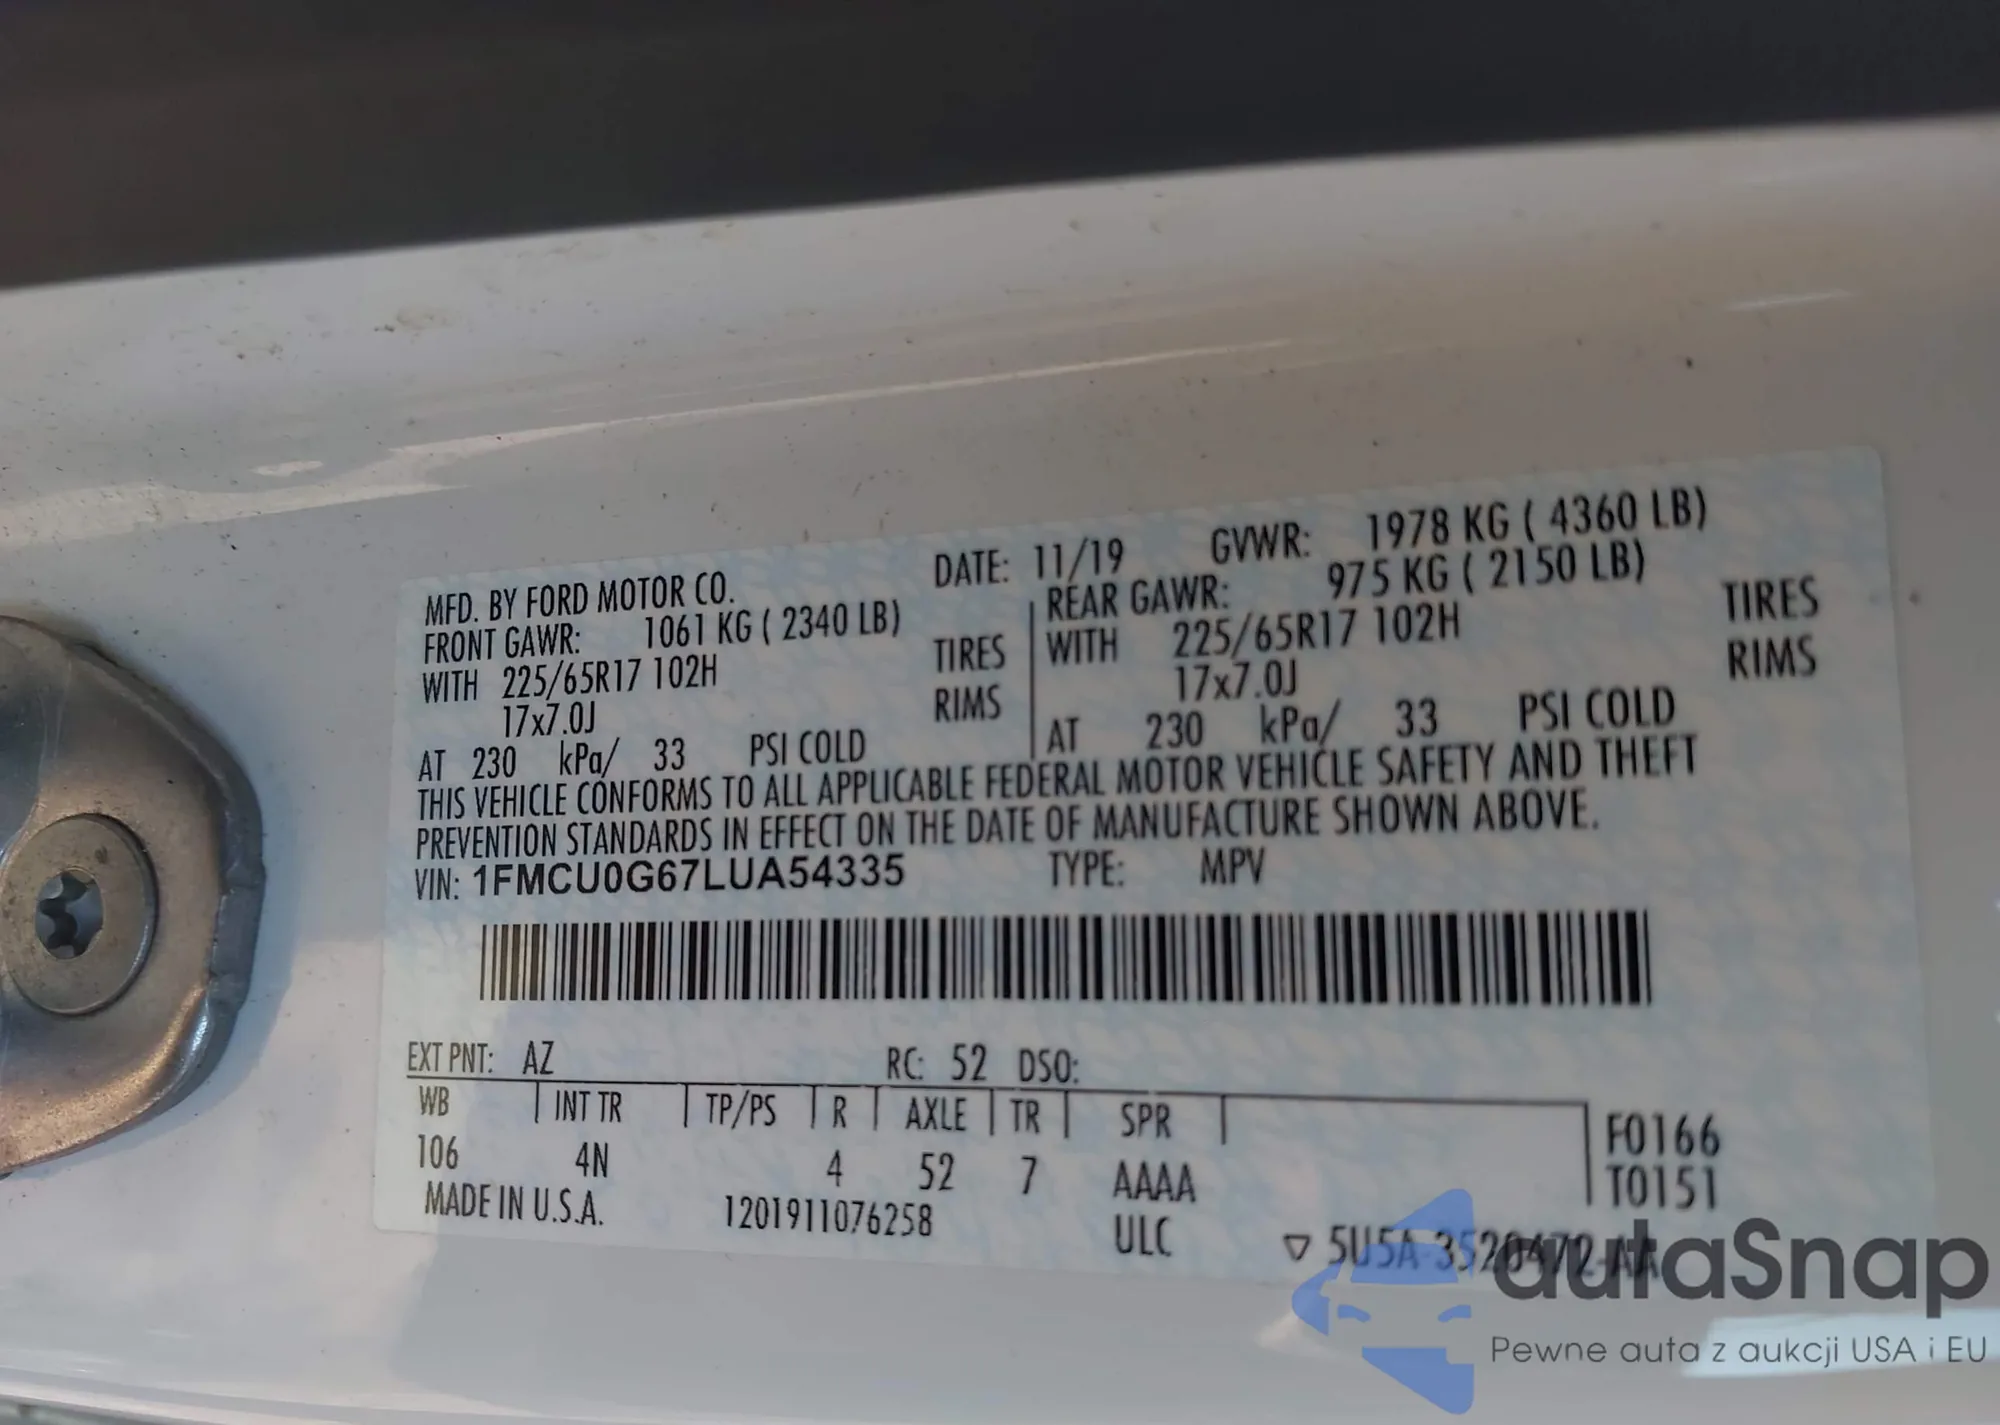 MFD. BY FORD MOTOR CO. DATE: 11/19 GVWR: 1978 KG ( 4360 LB)
FRONT GAWR: 1061 KG ( 2340 LB) REAR GAWR: 975 KG ( 2150 LB)
WITH 225/65R17 102H TIRES WITH 225/65R17 102H TIRES
17x7.0J RIMS 17x7.0J RIMS
AT 230 kPa/ 33 PSI COLD AT 230 kPa/ 33 PSI COLD
THIS VEHICLE CONFORMS TO ALL APPLICABLE FEDERAL MOTOR VEHICLE SAFETY AND THEFT
PREVENTION STANDARDS IN EFFECT ON THE DATE OF MANUFACTURE SHOWN ABOVE.
VIN: 1FMCU0G67LUA54335 TYPE: MPV
EXT PNT: AZ RC: 52 DSO:
WB INT TR TP/PS R AXLE TR SPR F0166
106 4N 4 52 7 AAAA T0151
MADE IN U.S.A. 1201911076258 ULC ▽ 5U5A-3520472-AA
autaSnap
Pewne auta z aukcji USA i EU